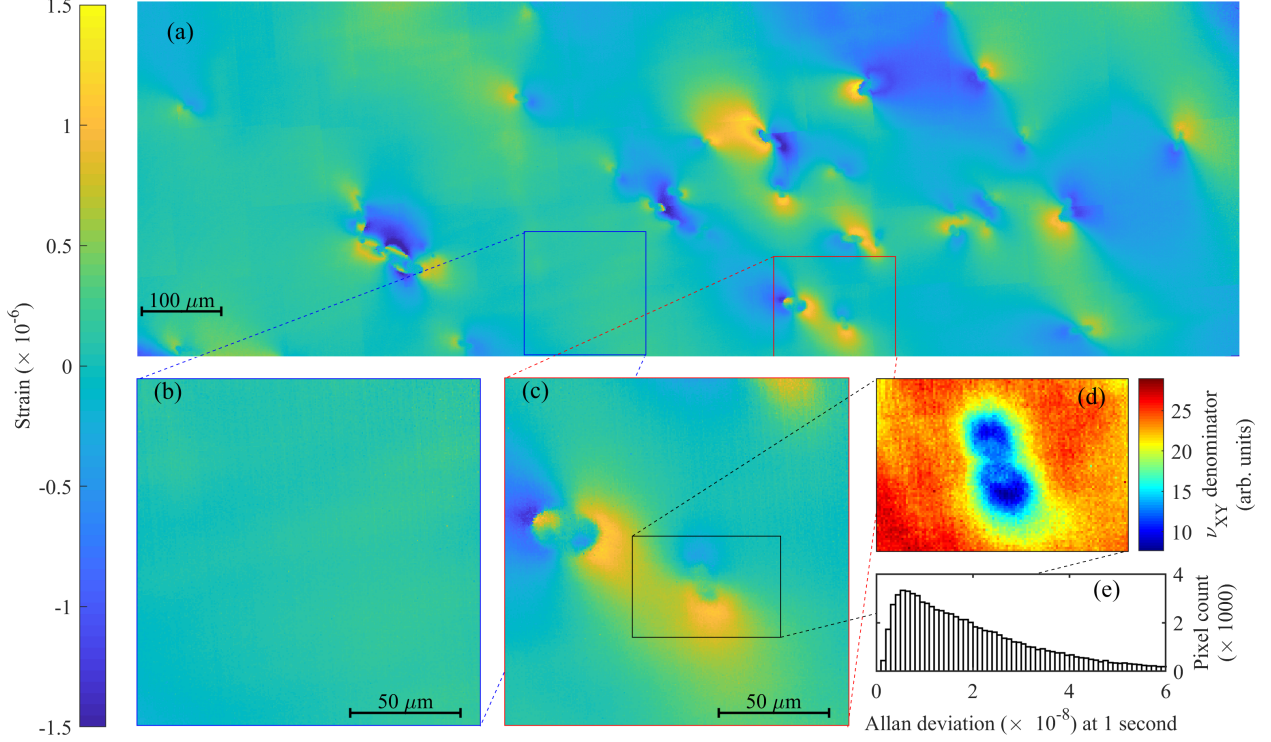 1.5
1
0.5
0
-0.5
-1
-1.5
Strain (× 10⁻⁶)
(a)
100 μm
(b)
50 μm
(c)
50 μm
(d)
25
20
15
10
ν_XY denominator
(arb. units)
(e)
4
2
0
Pixel count
(× 1000)
0 2 4 6
Allan deviation (× 10⁻⁸) at 1 second